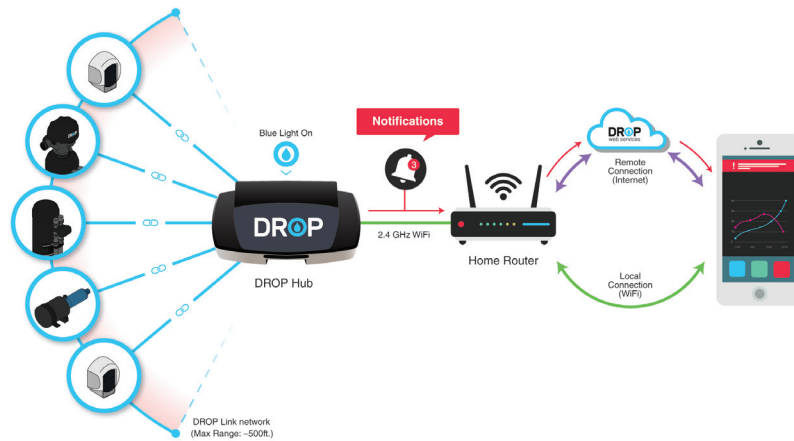 Notifications
3
Blue Light On
DROP
web services
Remote
Connection
(Internet)
DROP
2.4 GHz WiFi
Home Router
DROP Hub
Local
Connection
(WiFi)
!
DROP Link network
(Max Range: ~500ft.)